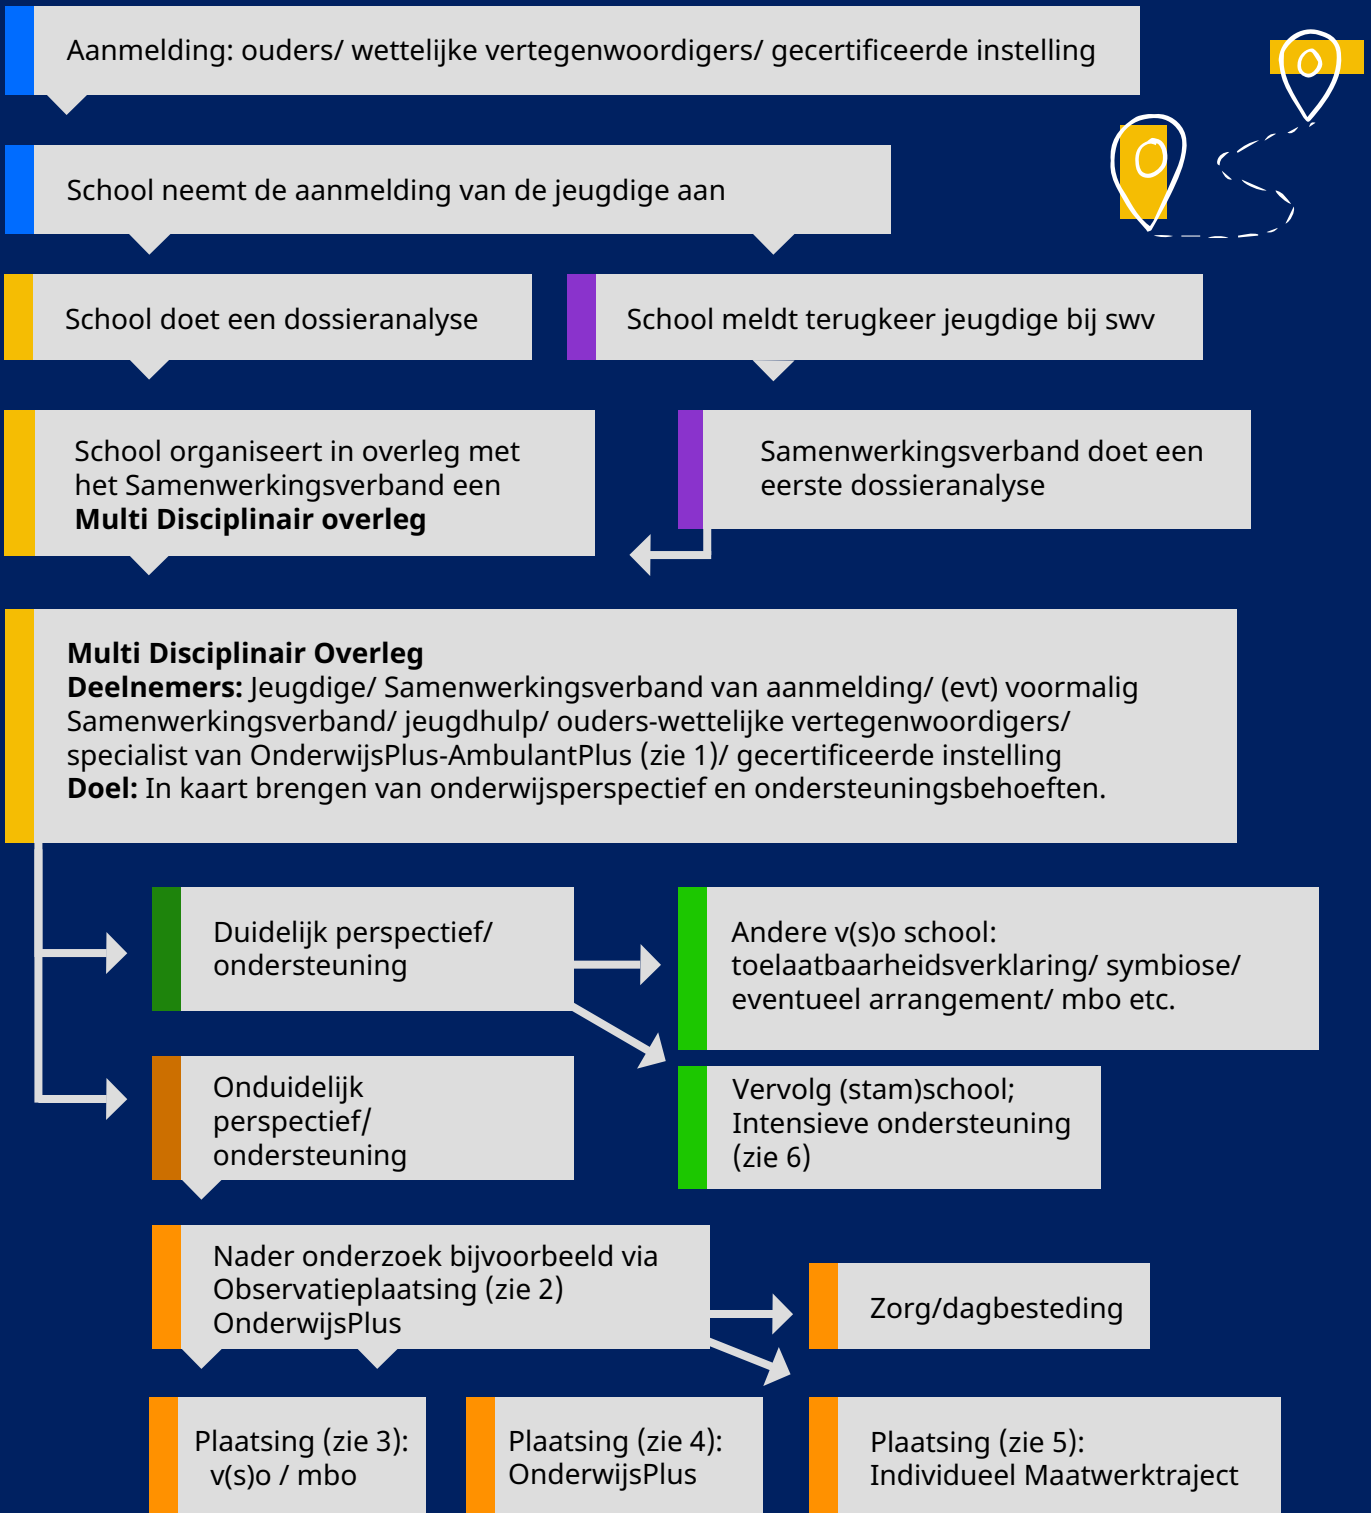 Aanmelding: ouders/ wettelijke vertegenwoordigers/ gecertificeerde instelling
School neemt de aanmelding van de jeugdige aan
School doet een dossieranalyse
School meldt terugkeer jeugdige bij swv
School organiseert in overleg met
het Samenwerkingsverband een
Multi Disciplinair overleg
Samenwerkingsverband doet een
eerste dossieranalyse
Multi Disciplinair Overleg
Deelnemers: Jeugdige/ Samenwerkingsverband van aanmelding/ (evt) voormalig
Samenwerkingsverband/ jeugdhulp/ ouders-wettelijke vertegenwoordigers/
specialist van OnderwijsPlus-AmbulantPlus (zie 1)/ gecertificeerde instelling
Doel: In kaart brengen van onderwijsperspectief en ondersteuningsbehoeften.
Duidelijk perspectief/
ondersteuning
Andere v(s)o school:
toelaatbaarheidsverklaring/ symbiose/
eventueel arrangement/ mbo etc.
Onduidelijk
perspectief/
ondersteuning
Vervolg (stam)school;
Intensieve ondersteuning
(zie 6)
Nader onderzoek bijvoorbeeld via
Observatieplaatsing (zie 2)
OnderwijsPlus
Zorg/dagbesteding
Plaatsing (zie 3):
v(s)o / mbo
Plaatsing (zie 4):
OnderwijsPlus
Plaatsing (zie 5):
Individueel Maatwerktraject